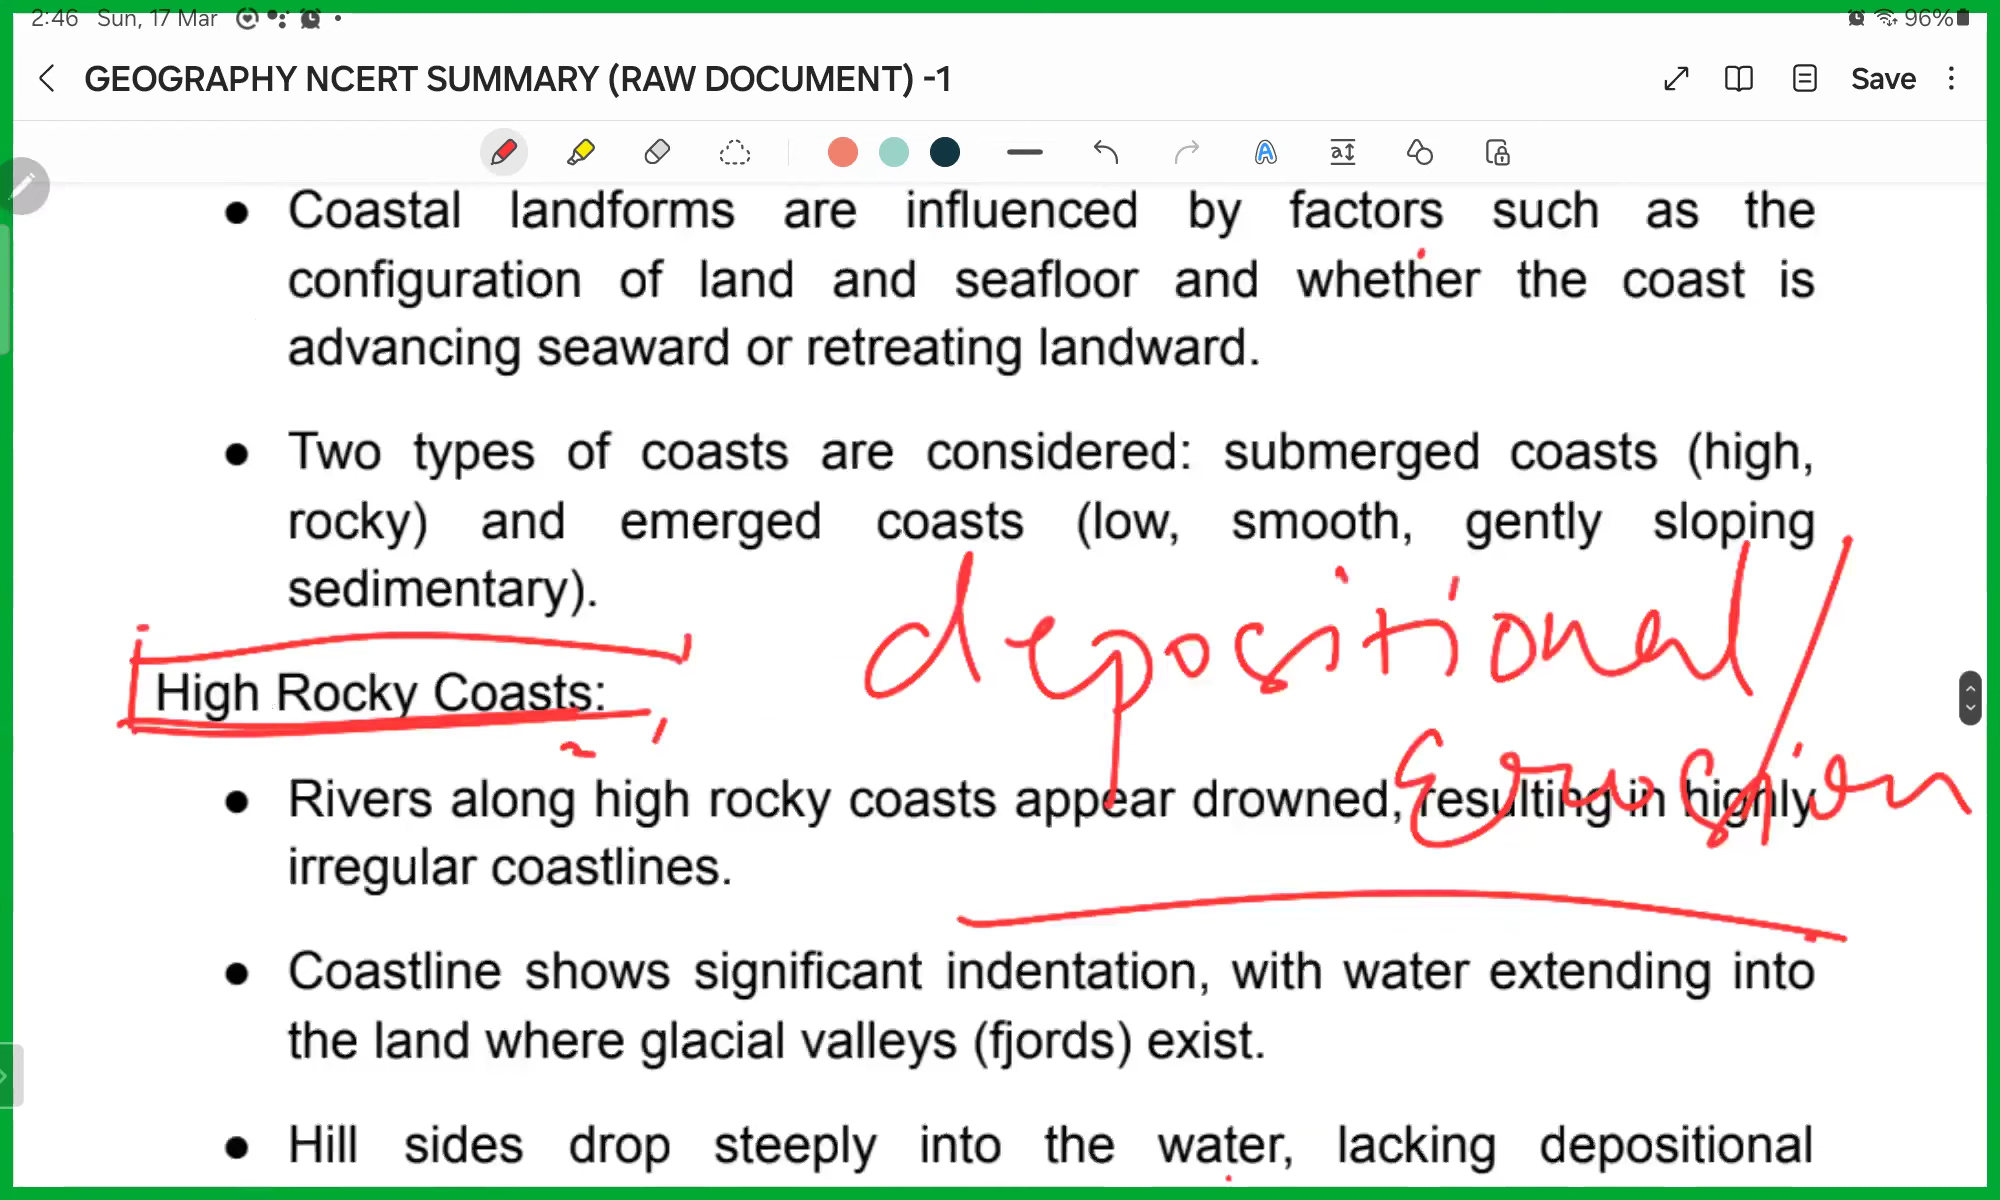 2:46 Sun, 17 Mar 96%
GEOGRAPHY NCERT SUMMARY (RAW DOCUMENT) -1 Save
Coastal landforms are influenced by factors such as the
configuration of land and seafloor and whether the coast is
advancing seaward or retreating landward.
Two types of coasts are considered: submerged coasts (high,
rocky) and emerged coasts (low, smooth, gently sloping
sedimentary).
depositional/
High Rocky Coasts:
Erosion
Rivers along high rocky coasts appear drowned, resulting in highly
irregular coastlines.
Coastline shows significant indentation, with water extending into
the land where glacial valleys (fjords) exist.
Hill sides drop steeply into the water, lacking depositional